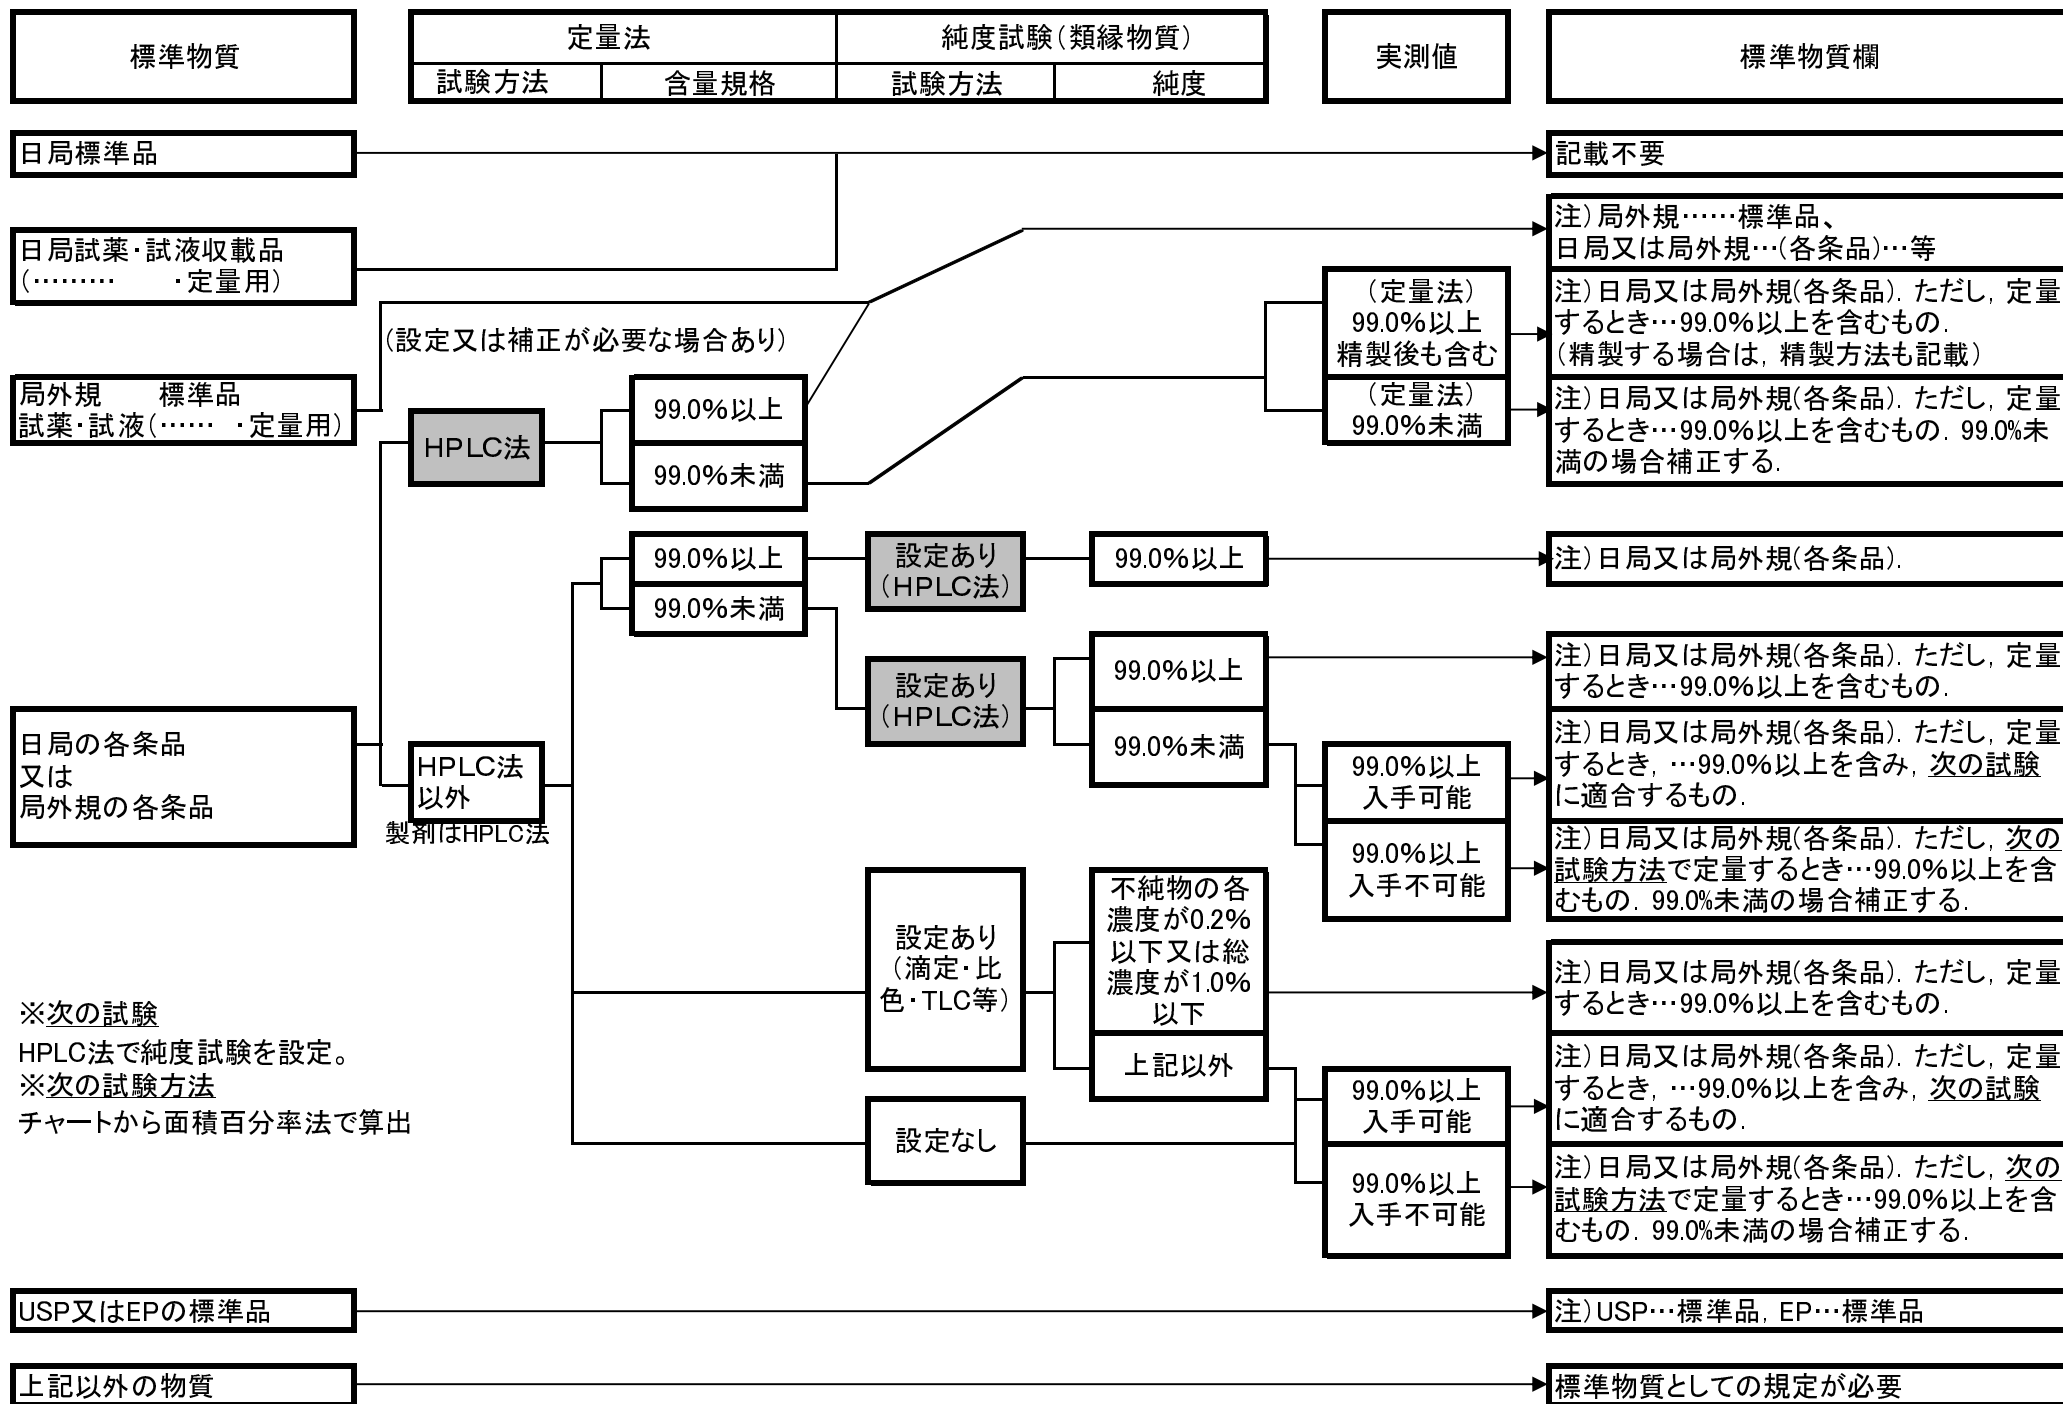 標準物質
定量法
純度試験(類縁物質)
試験方法
含量規格
試験方法
純度
実測値
標準物質欄
日局標準品
記載不要
日局試薬・試液収載品
(……… ・定量用)
注)局外規……標準品、
日局又は局外規…(各条品)…等
局外規 標準品
試薬・試液(…… ・定量用)
(設定又は補正が必要な場合あり)
HPLC法
99.0%以上
99.0%未満
(定量法)
99.0%以上
精製後も含む
注)日局又は局外規(各条品). ただし, 定量
するとき…99.0%以上を含むもの.
(精製する場合は, 精製方法も記載)
(定量法)
99.0%未満
注)日局又は局外規(各条品). ただし, 定量
するとき…99.0%以上を含むもの. 99.0%未
満の場合補正する.
日局の各条品
又は
局外規の各条品
HPLC法
以外
製剤はHPLC法
99.0%以上
99.0%未満
設定あり
(HPLC法)
99.0%以上
注)日局又は局外規(各条品).
設定あり
(HPLC法)
99.0%以上
注)日局又は局外規(各条品). ただし, 定量
するとき…99.0%以上を含むもの.
99.0%未満
99.0%以上
入手可能
注)日局又は局外規(各条品). ただし, 定量
するとき, …99.0%以上を含み, 次の試験
に適合するもの.
99.0%以上
入手不可能
注)日局又は局外規(各条品). ただし, 次の
試験方法で定量するとき…99.0%以上を含
むもの. 99.0%未満の場合補正する.
設定あり
(滴定・比
色・TLC等)
不純物の各
濃度が0.2%
以下又は総
濃度が1.0%
以下
注)日局又は局外規(各条品). ただし, 定量
するとき…99.0%以上を含むもの.
上記以外
99.0%以上
入手可能
注)日局又は局外規(各条品). ただし, 定量
するとき, …99.0%以上を含み, 次の試験
に適合するもの.
設定なし
99.0%以上
入手不可能
注)日局又は局外規(各条品). ただし, 次の
試験方法で定量するとき…99.0%以上を含
むもの. 99.0%未満の場合補正する.
※次の試験
HPLC法で純度試験を設定。
※次の試験方法
チャートから面積百分率法で算出
USP又はEPの標準品
注)USP…標準品, EP…標準品
上記以外の物質
標準物質としての規定が必要